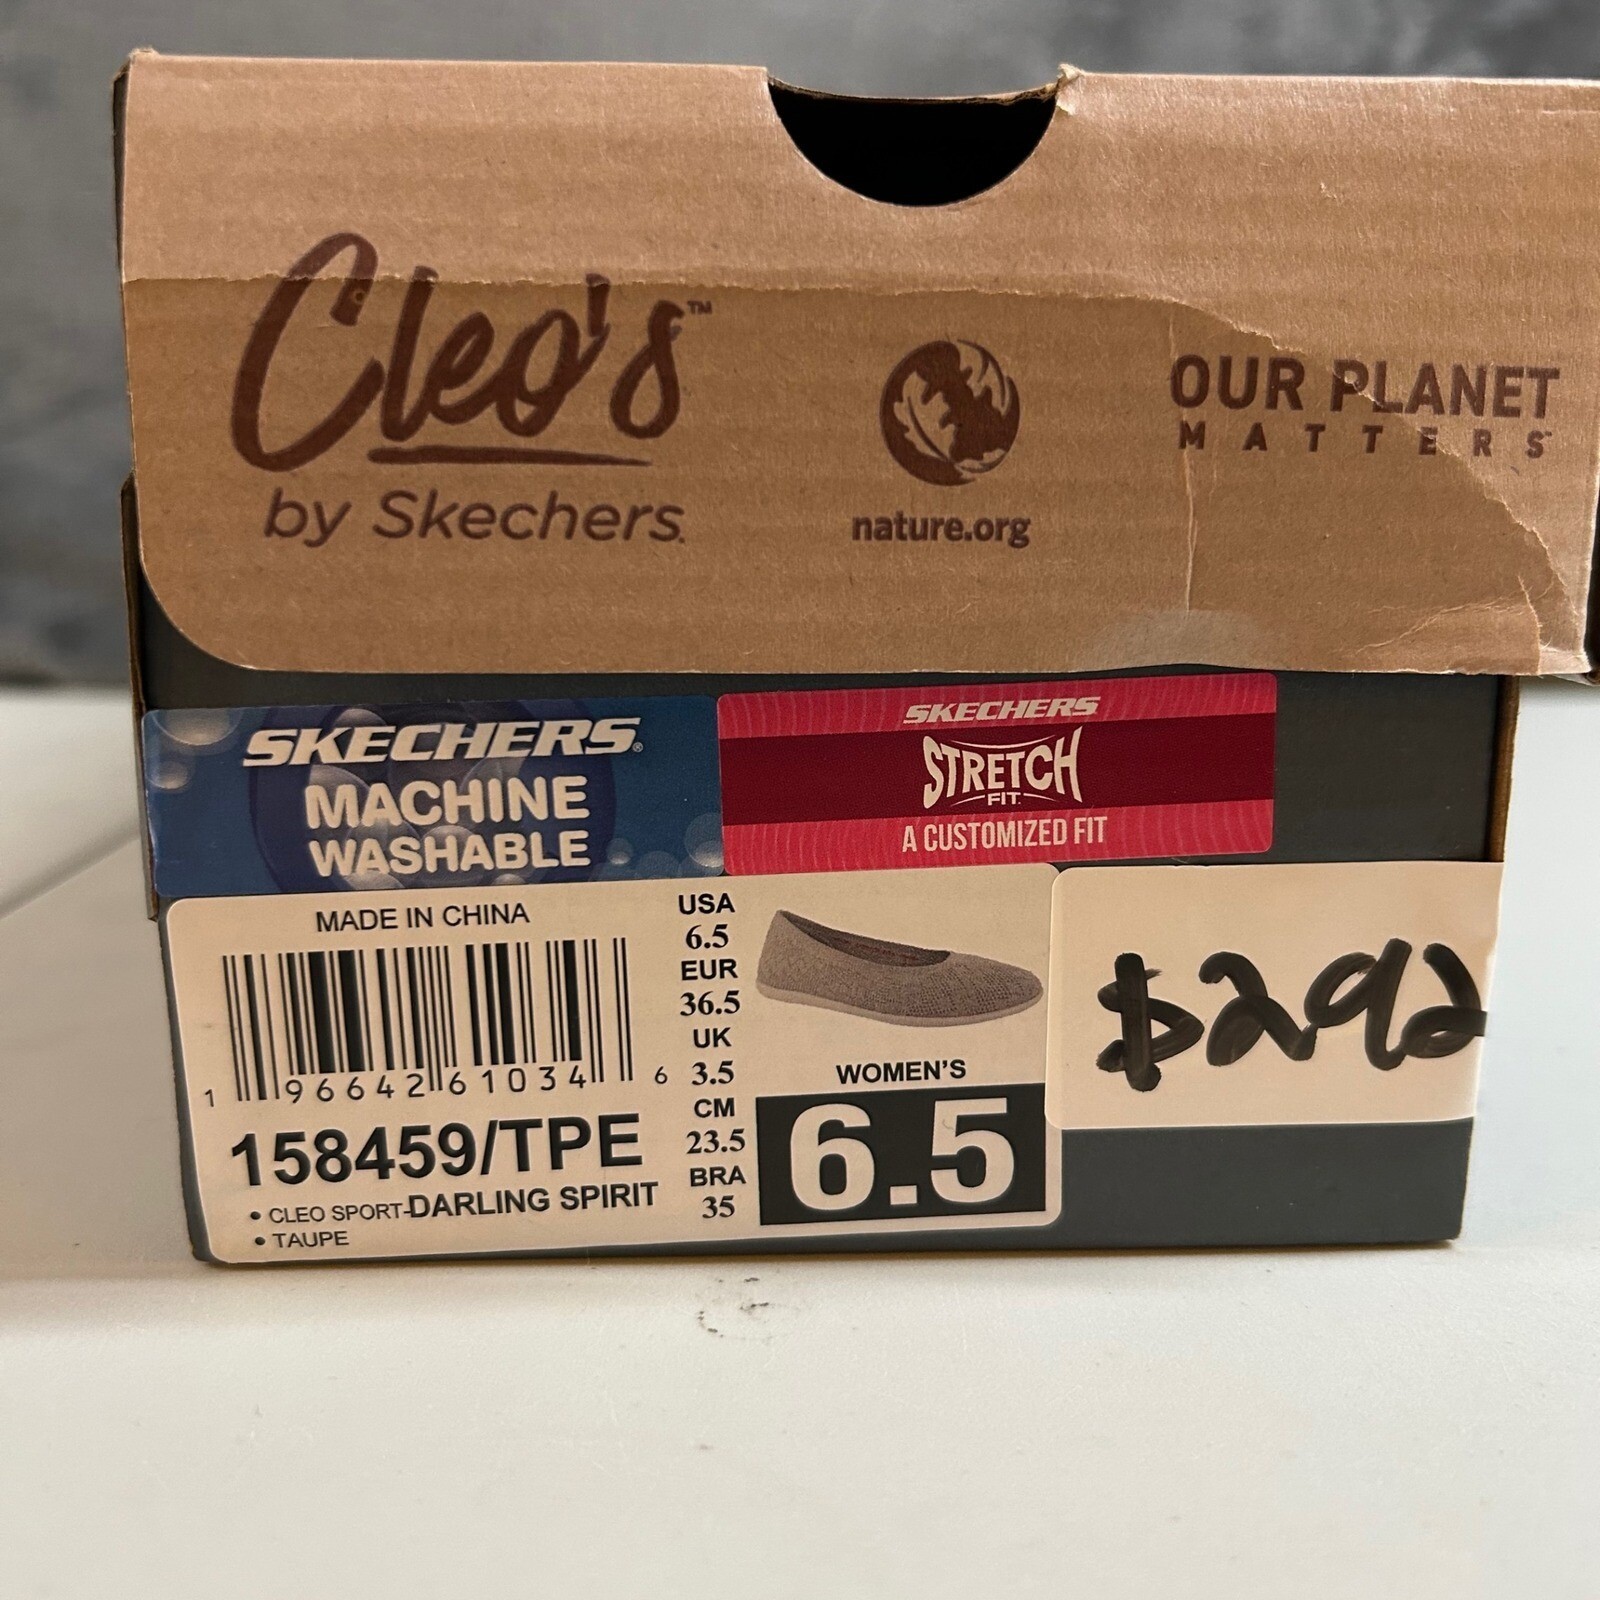 Cleo's™
by Skechers.
nature.org
OUR PLANET
MATTERS™
SKECHERS®
MACHINE
WASHABLE
SKECHERS
STRETCH
FIT™
A CUSTOMIZED FIT
MADE IN CHINA
1 96642 61034 6
158459/TPE
• CLEO SPORT-DARLING SPIRIT
• TAUPE
USA
6.5
EUR
36.5
UK
3.5
CM
23.5
BRA
35
WOMEN'S
6.5
$292